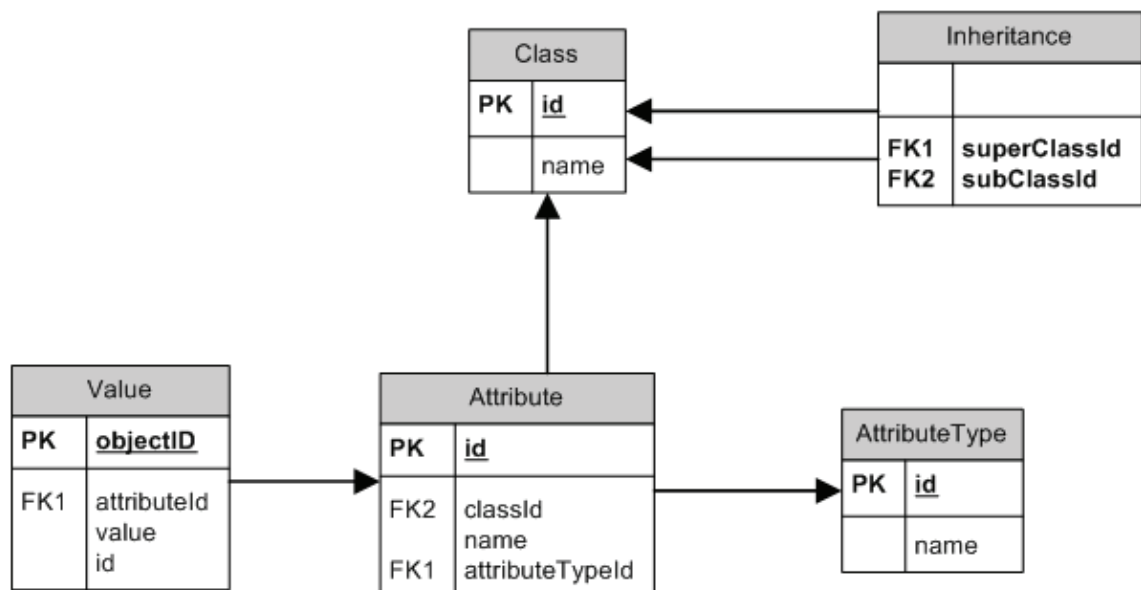 Class
PK id
name
Inheritance
FK1 superClassId
FK2 subClassId
Value
PK objectID
FK1 attributeId
value
id
Attribute
PK id
FK2 classId
name
FK1 attributeTypeId
AttributeType
PK id
name